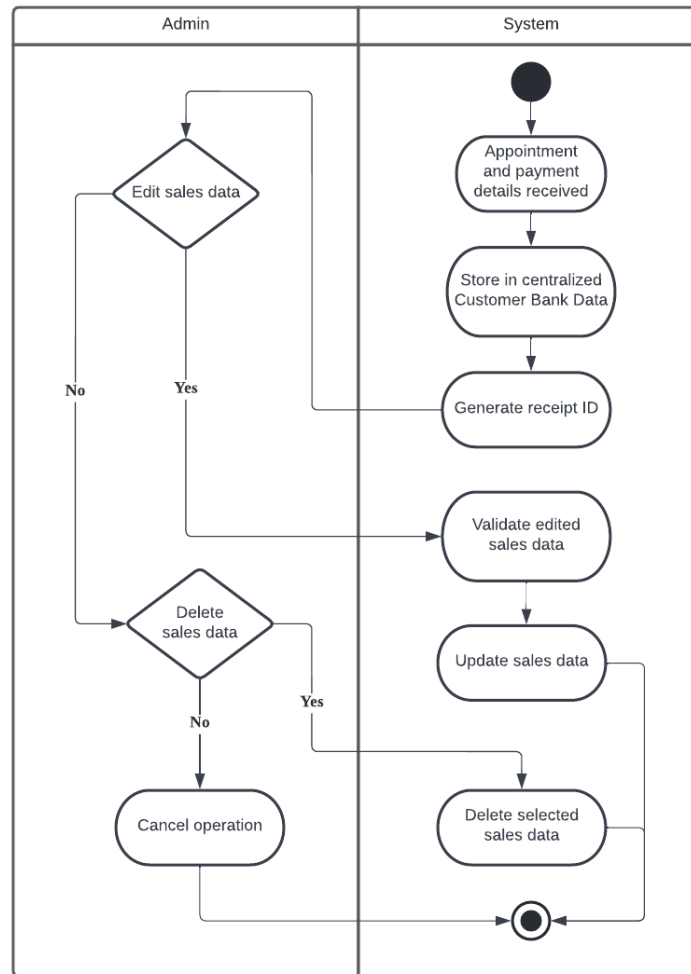 Admin
System
Appointment
and payment
details received
Edit sales data
Store in centralized
Customer Bank Data
No
Yes
Generate receipt ID
Validate edited
sales data
Delete
sales data
Update sales data
Yes
No
Cancel operation
Delete selected
sales data